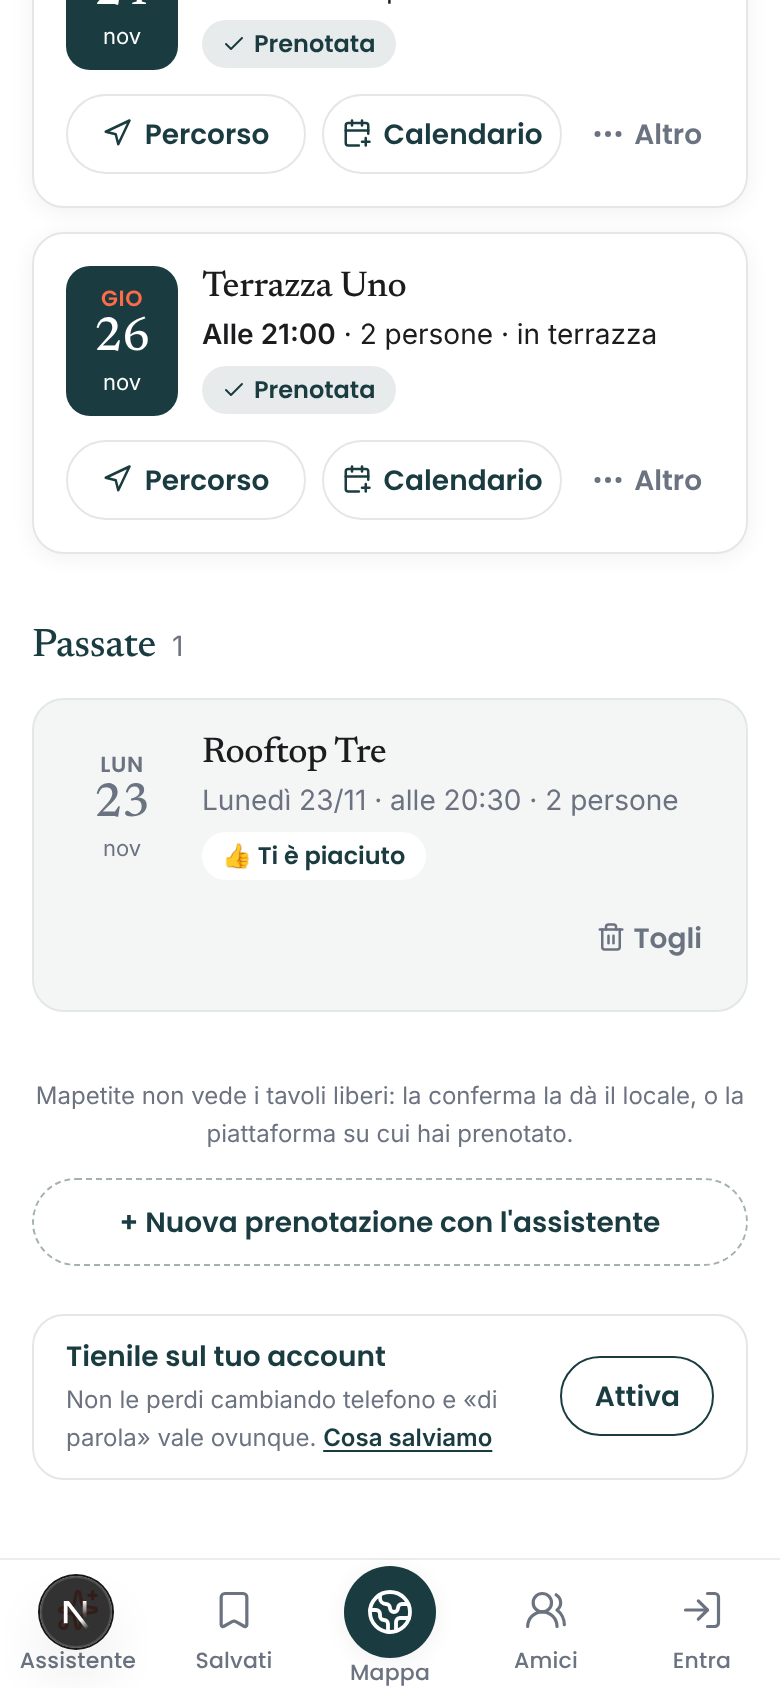 nov
✓ Prenotata
Percorso
Calendario
··· Altro
GIO
26
nov
Terrazza Uno
Alle 21:00 · 2 persone · in terrazza
✓ Prenotata
Percorso
Calendario
··· Altro
Passate 1
LUN
23
nov
Rooftop Tre
Lunedì 23/11 · alle 20:30 · 2 persone
👍 Ti è piaciuto
Togli
Mapetite non vede i tavoli liberi: la conferma la dà il locale, o la
piattaforma su cui hai prenotato.
+ Nuova prenotazione con l'assistente
Tienile sul tuo account
Non le perdi cambiando telefono e «di
parola» vale ovunque. Cosa salviamo
Attiva
N
Assistente
Salvati
Mappa
Amici
Entra